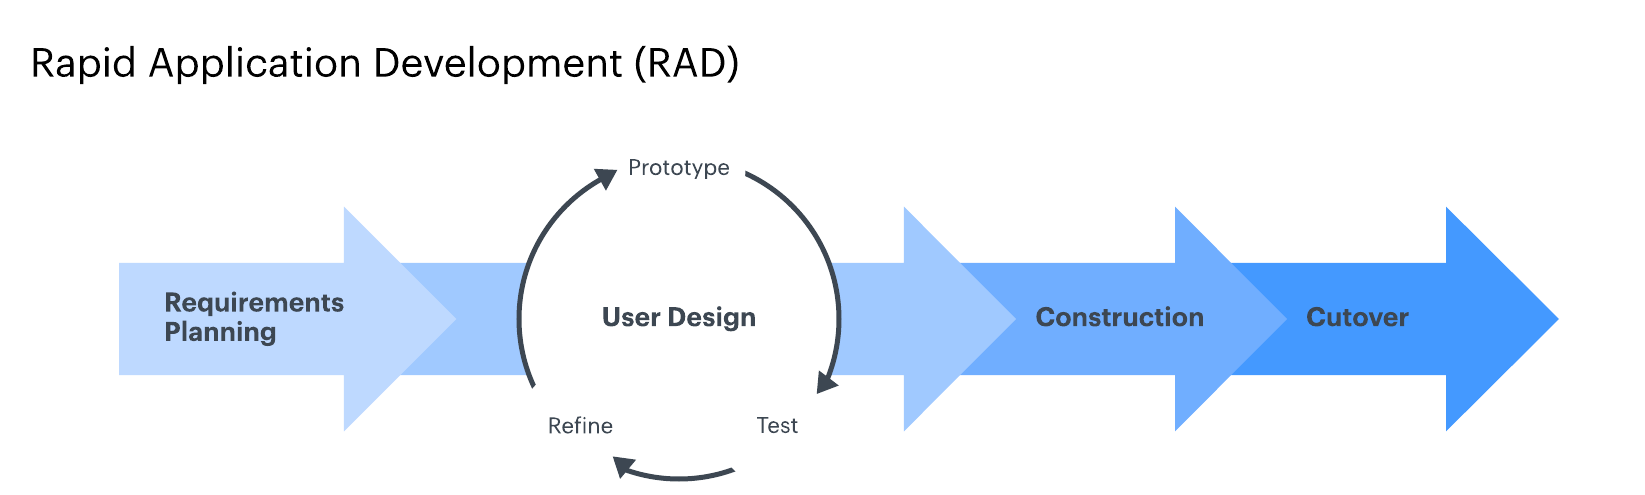 Rapid Application Development (RAD)
Prototype
Requirements
Planning
User Design
Construction
Cutover
Refine
Test